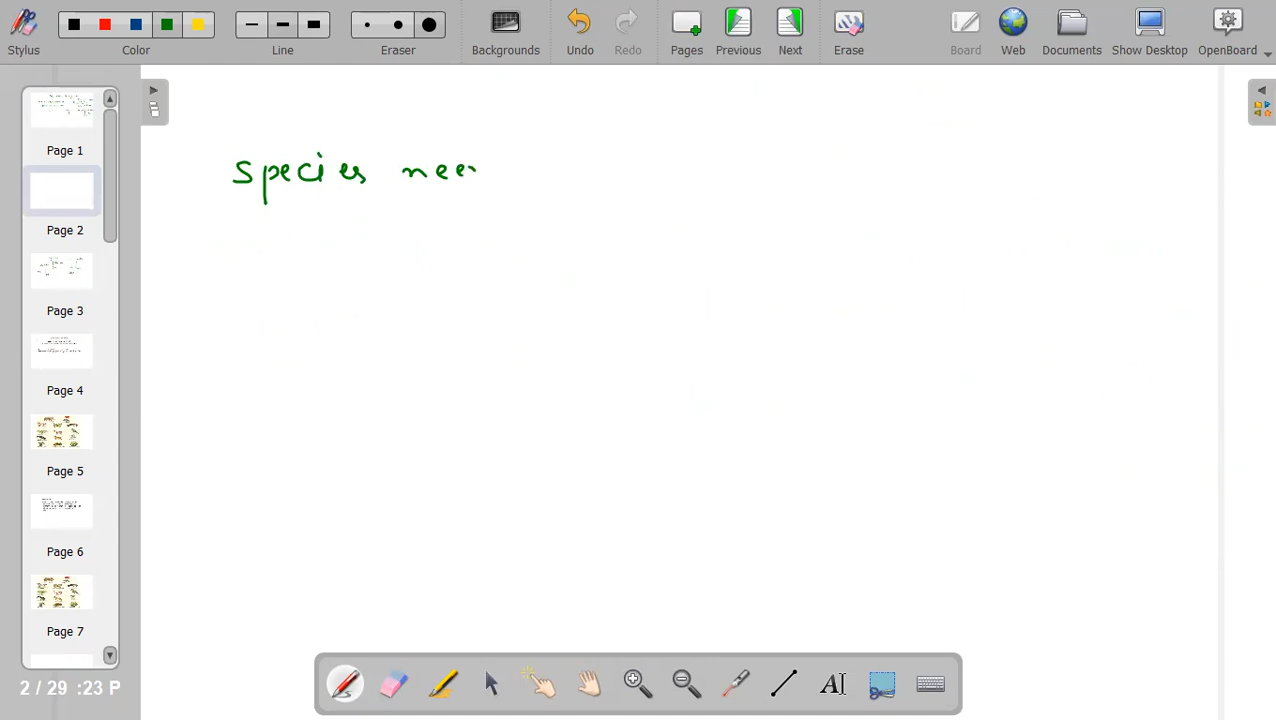 Stylus Color Line Eraser Backgrounds Undo Redo Pages Previous Next Erase Board Web Documents Show Desktop OpenBoard
Page 1
Page 2
Page 3
Page 4
Page 5
Page 6
Page 7
2 / 29 :23 P
Species nee